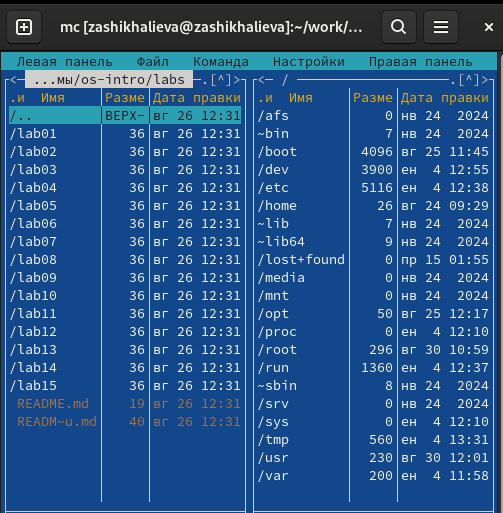 mc [zashikhalieva@zashikhalieva]:~/work/...
Левая панель Файл Команда Настройки Правая панель
<— ...мы/os-intro/labs —.[^]>
.и Имя Разме Дата правки
/.. ВЕРХ- вг 26 12:31
/lab01 36 вг 26 12:31
/lab02 36 вг 26 12:31
/lab03 36 вг 26 12:31
/lab04 36 вг 26 12:31
/lab05 36 вг 26 12:31
/lab06 36 вг 26 12:31
/lab07 36 вг 26 12:31
/lab08 36 вг 26 12:31
/lab09 36 вг 26 12:31
/lab10 36 вг 26 12:31
/lab11 36 вг 26 12:31
/lab12 36 вг 26 12:31
/lab13 36 вг 26 12:31
/lab14 36 вг 26 12:31
/lab15 36 вг 26 12:31
README.md 19 вг 26 12:31
READM~u.md 40 вг 26 12:31
<— / —.[^]>
.и Имя Разме Дата правки
/afs 0 нв 24 2024
~bin 7 нв 24 2024
/boot 4096 вг 25 11:45
/dev 3900 ен 4 12:55
/etc 5116 ен 4 12:38
/home 26 вг 24 09:29
~lib 7 нв 24 2024
~lib64 9 нв 24 2024
/lost+found 0 пр 15 01:55
/media 0 нв 24 2024
/mnt 0 нв 24 2024
/opt 50 вг 25 12:17
/proc 0 ен 4 12:10
/root 296 вг 30 10:59
/run 1360 ен 4 12:37
~sbin 8 нв 24 2024
/srv 0 нв 24 2024
/sys 0 ен 4 12:10
/tmp 560 ен 4 13:31
/usr 230 вг 30 12:01
/var 200 ен 4 11:58